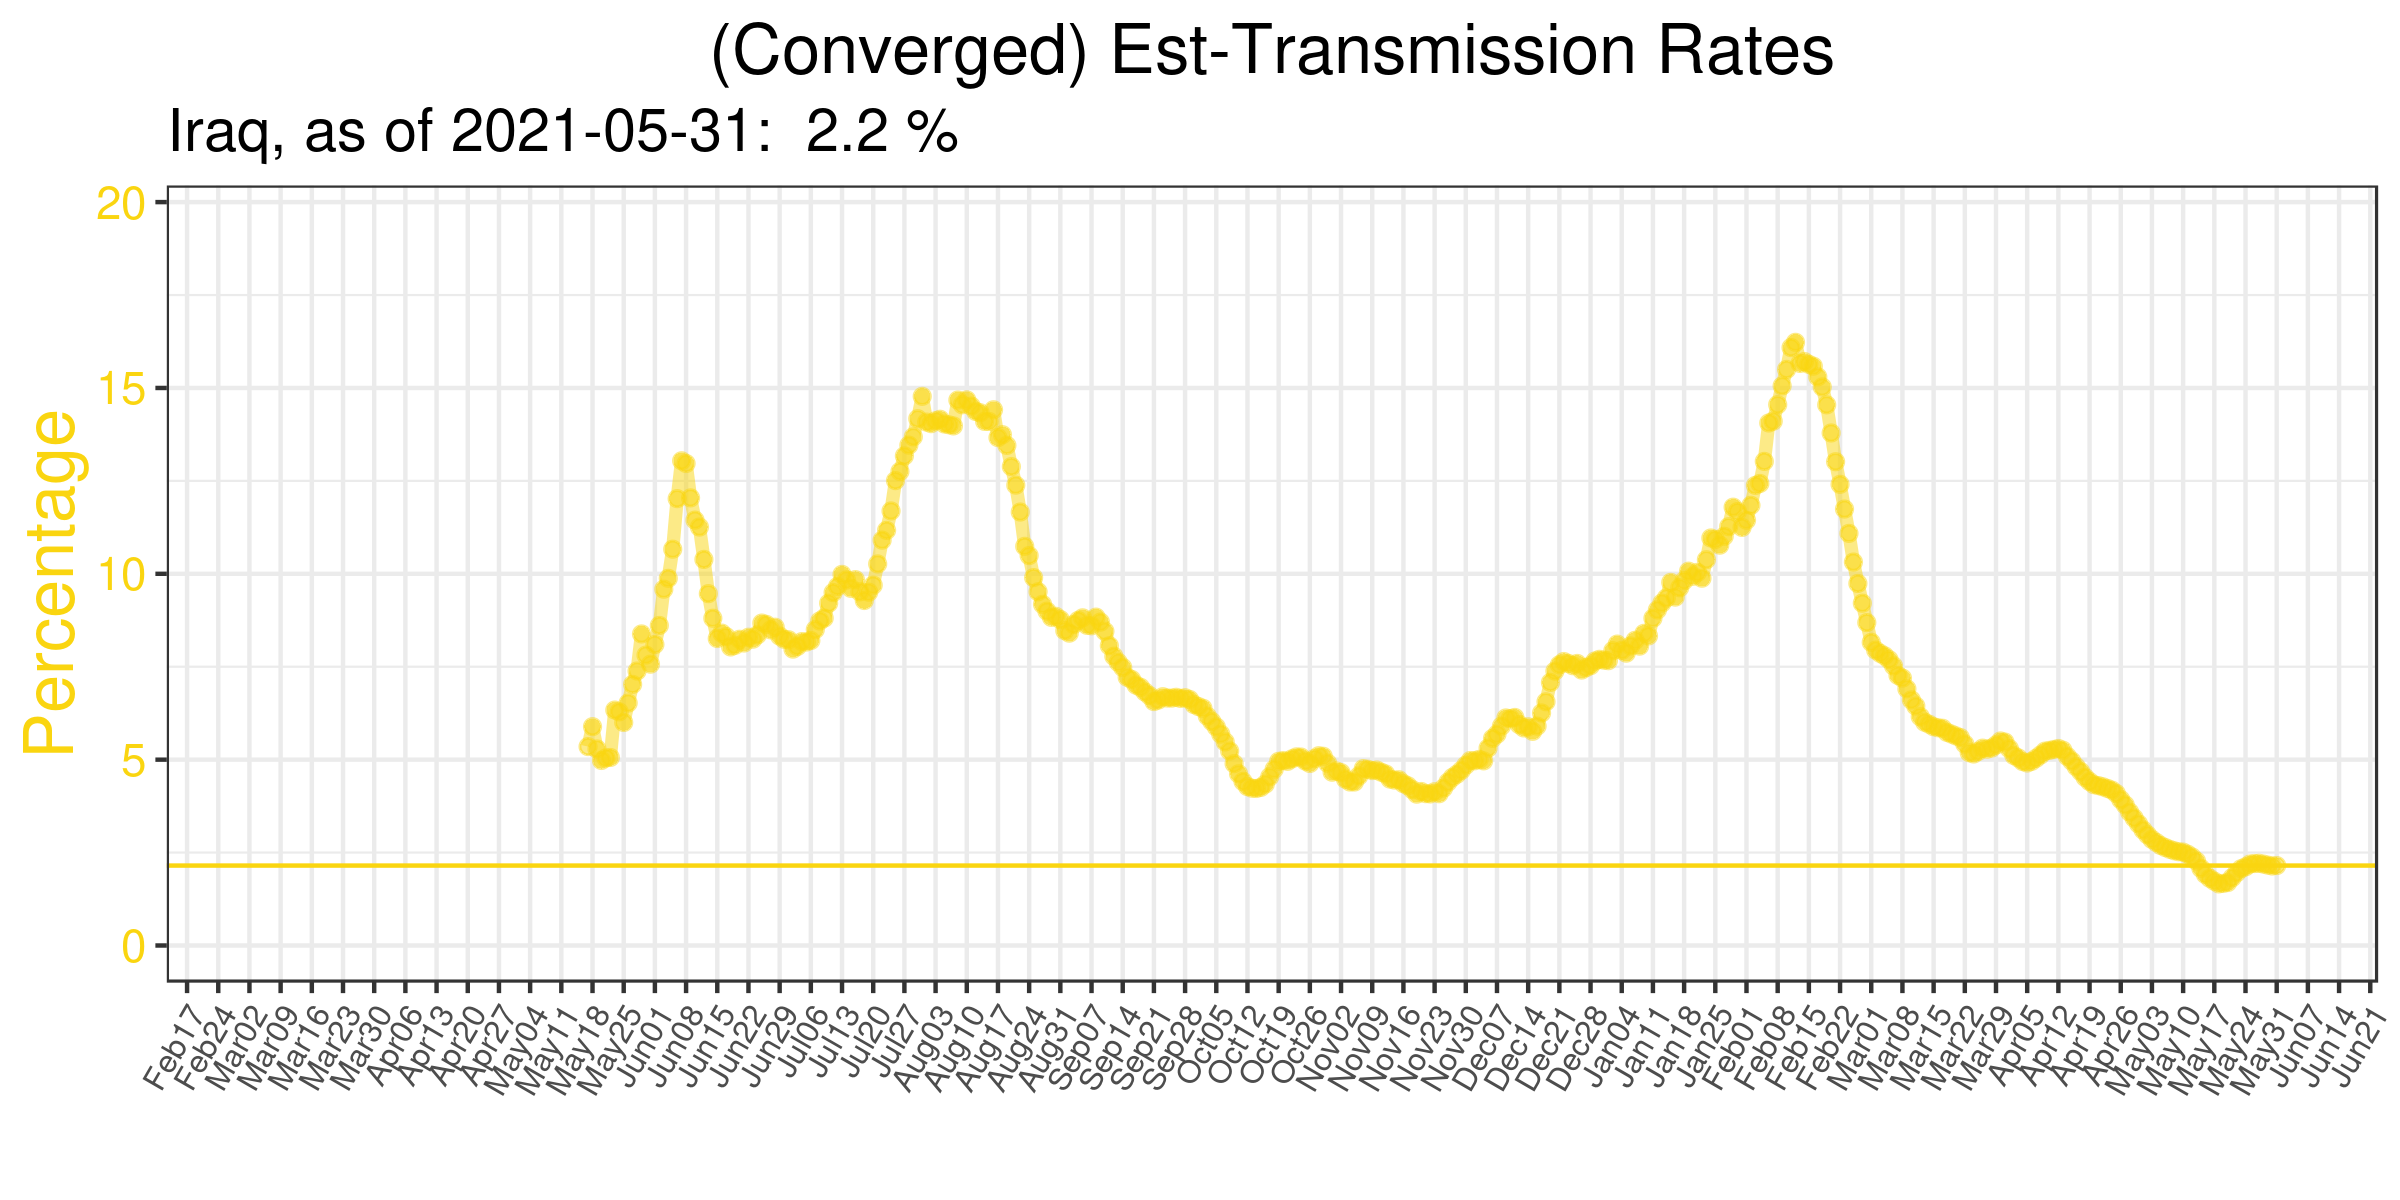 (Converged) Est-Transmission Rates
Iraq, as of 2021-05-31:  2.2 %
Percentage
20
15
10
5
0
Feb17 Feb24 Mar02 Mar09 Mar16 Mar23 Mar30 Apr06 Apr13 Apr20 Apr27 May04 May11 May18 May25 Jun01 Jun08 Jun15 Jun22 Jun29 Jul06 Jul13 Jul20 Jul27 Aug03 Aug10 Aug17 Aug24 Aug31 Sep07 Sep14 Sep21 Sep28 Oct05 Oct12 Oct19 Oct26 Nov02 Nov09 Nov16 Nov23 Nov30 Dec07 Dec14 Dec21 Dec28 Jan04 Jan11 Jan18 Jan25 Feb01 Feb08 Feb15 Feb22 Mar01 Mar08 Mar15 Mar22 Mar29 Apr05 Apr12 Apr19 Apr26 May03 May10 May17 May24 May31 Jun07 Jun14 Jun21